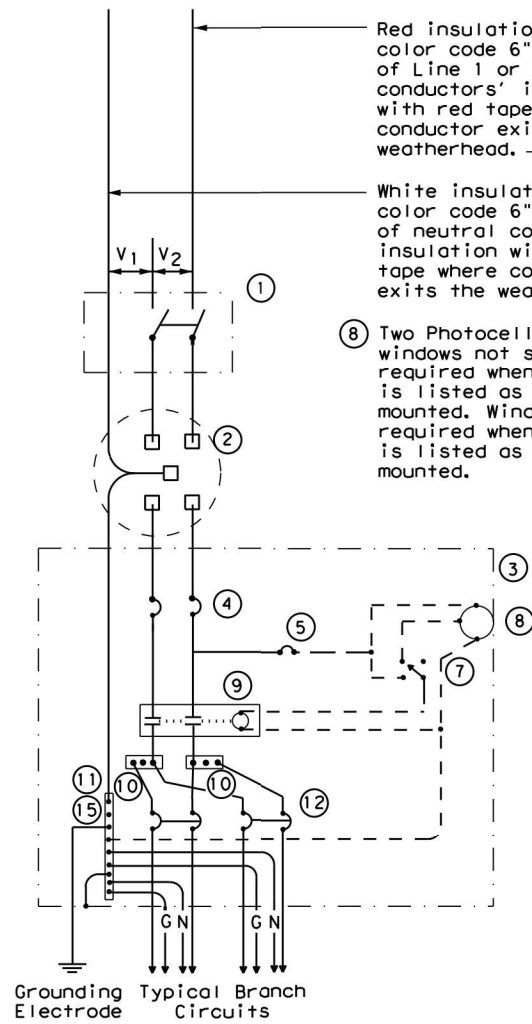 Red insulatio
color code 6"
of Line 1 or
conductors' i
with red tape
conductor exi
weatherhead.
White insulat
color code 6"
of neutral co
insulation wi
tape where co
exits the wea
V1 V2
1
8 Two Photocell
windows not s
required when
is listed as
mounted. Wind
required when
is listed as
mounted.
2
3
4
5
8
7
9
11
10
10
12
15
G N
G N
Grounding
Electrode
Typical Branch
Circuits